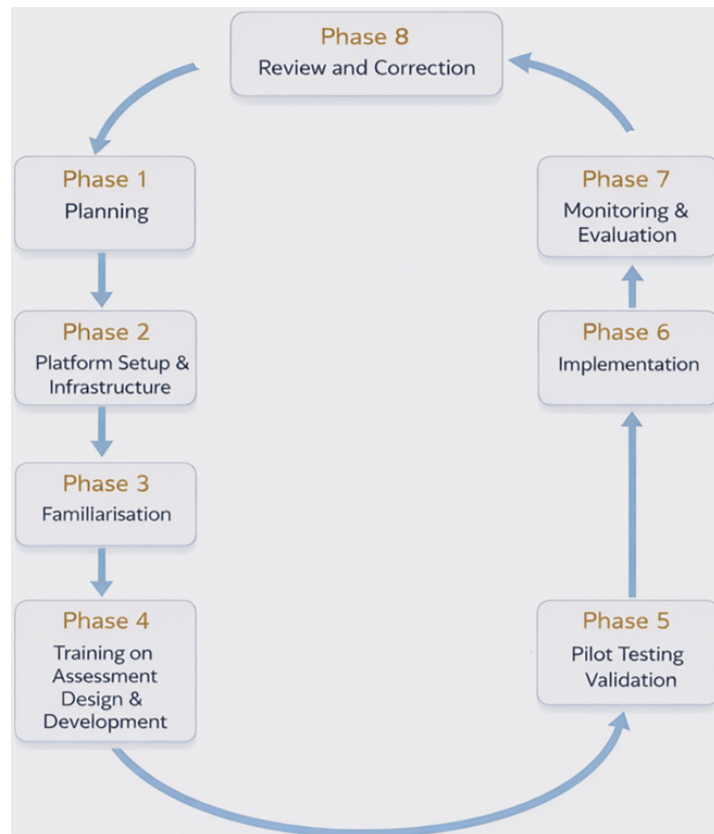 Phase 8
Review and Correction
Phase 1
Planning
Phase 2
Platform Setup &
Infrastructure
Phase 3
Familiarisation
Phase 4
Training on
Assessment
Design &
Development
Phase 5
Pilot Testing
Validation
Phase 6
Implementation
Phase 7
Monitoring &
Evaluation